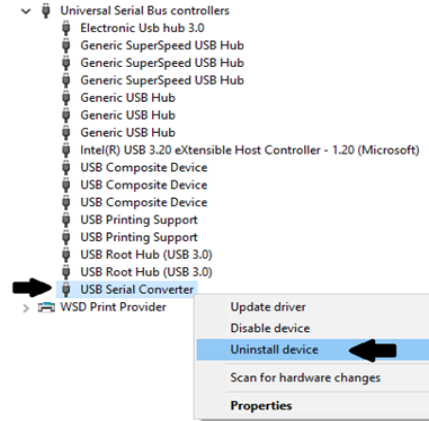 Universal Serial Bus controllers
Electronic Usb hub 3.0
Generic SuperSpeed USB Hub
Generic SuperSpeed USB Hub
Generic SuperSpeed USB Hub
Generic USB Hub
Generic USB Hub
Generic USB Hub
Intel(R) USB 3.20 eXtensible Host Controller - 1.20 (Microsoft)
USB Composite Device
USB Composite Device
USB Composite Device
USB Printing Support
USB Printing Support
USB Root Hub (USB 3.0)
USB Root Hub (USB 3.0)
USB Serial Converter
WSD Print Provider
Update driver
Disable device
Uninstall device
Scan for hardware changes
Properties